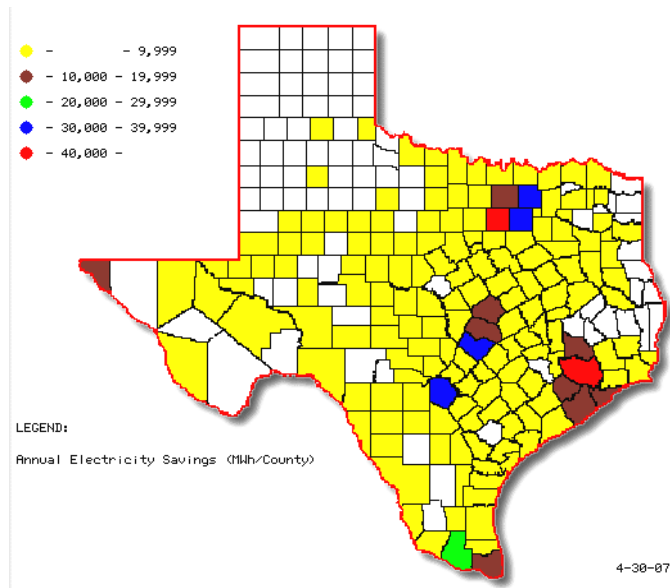 - - 9,999
- 10,000 - 19,999
- 20,000 - 29,999
- 30,000 - 39,999
- 40,000 -
LEGEND:
Annual Electricity Savings (MWh/County)
4-30-07